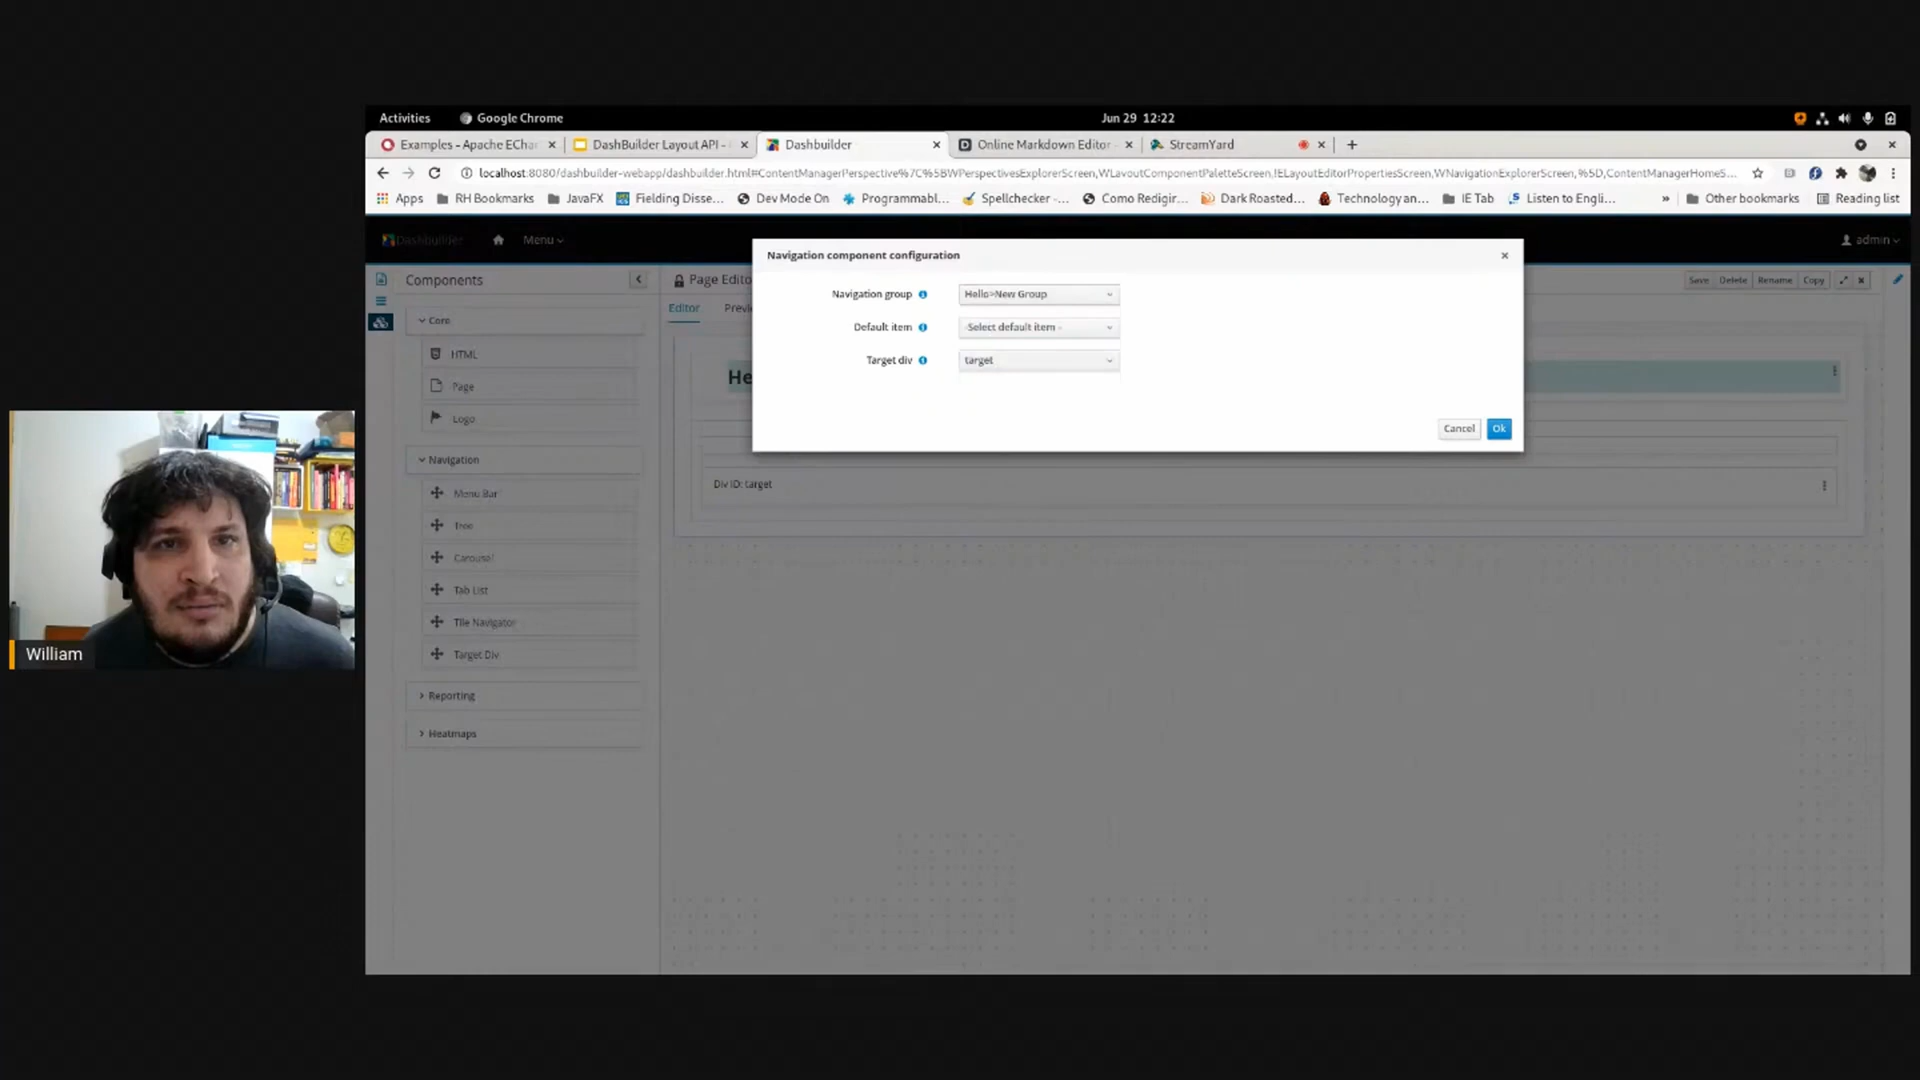 Activities Google Chrome Jun 29 12:22
Examples - Apache EChar DashBuilder Layout API - Dashbuilder Online Markdown Editor - StreamYard
localhost:8080/dashbuilder-webapp/dashbuilder.html#ContentManagerPerspective%7C%5BWPerspectivesExplorerScreen,WLayoutComponentPaletteScreen,!ELayoutEditorPropertiesScreen,WNavigationExplorerScreen,%5D,ContentManagerHomeS...
Apps RH Bookmarks JavaFX Fielding Disse... Dev Mode On Programmabl... Spellchecker -... Como Redigir... Dark Roasted... Technology an... IE Tab Listen to Engli... » Other bookmarks Reading list
Dashbuilder Menu admin
Navigation component configuration
Components Page Edito Save Delete Rename Copy
Navigation group Hello>New Group
Editor Previ
Core
Default item -Select default item -
HTML
Target div target
He
Page
Logo
Cancel Ok
Navigation
Div ID: target
Menu Bar
Tree
Carousel
Tab List
Tile Navigator
Target Div
William
Reporting
Heatmaps